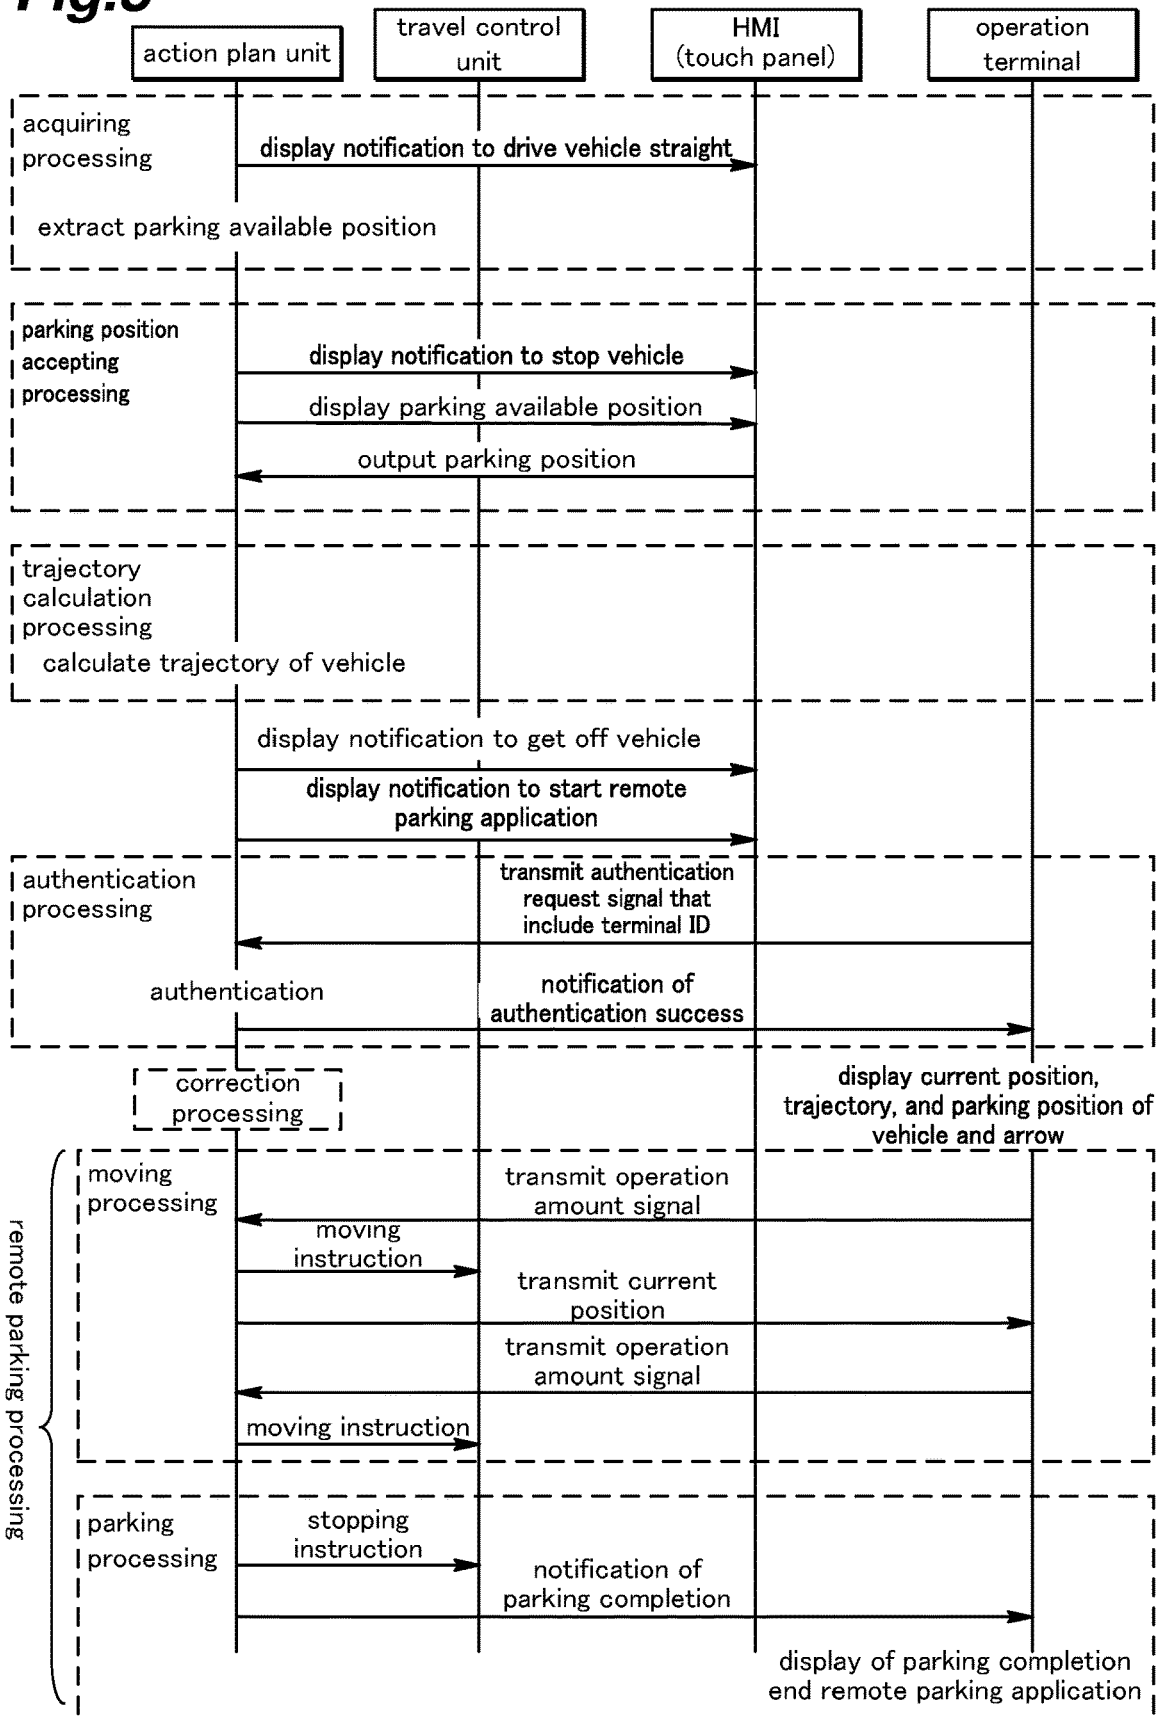 action plan unit
travel control
unit
HMI
(touch panel)
operation
terminal
acquiring
processing
display notification to drive vehicle straight
extract parking available position
parking position
accepting
processing
display notification to stop vehicle
display parking available position
output parking position
trajectory
calculation
processing
calculate trajectory of vehicle
display notification to get off vehicle
display notification to start remote
parking application
authentication
processing
transmit authentication
request signal that
include terminal ID
authentication
notification of
authentication success
correction
processing
display current position,
trajectory, and parking position of
vehicle and arrow
remote parking processing
moving
processing
transmit operation
amount signal
moving
instruction
transmit current
position
transmit operation
amount signal
moving instruction
parking
processing
stopping
instruction
notification of
parking completion
display of parking completion
end remote parking application